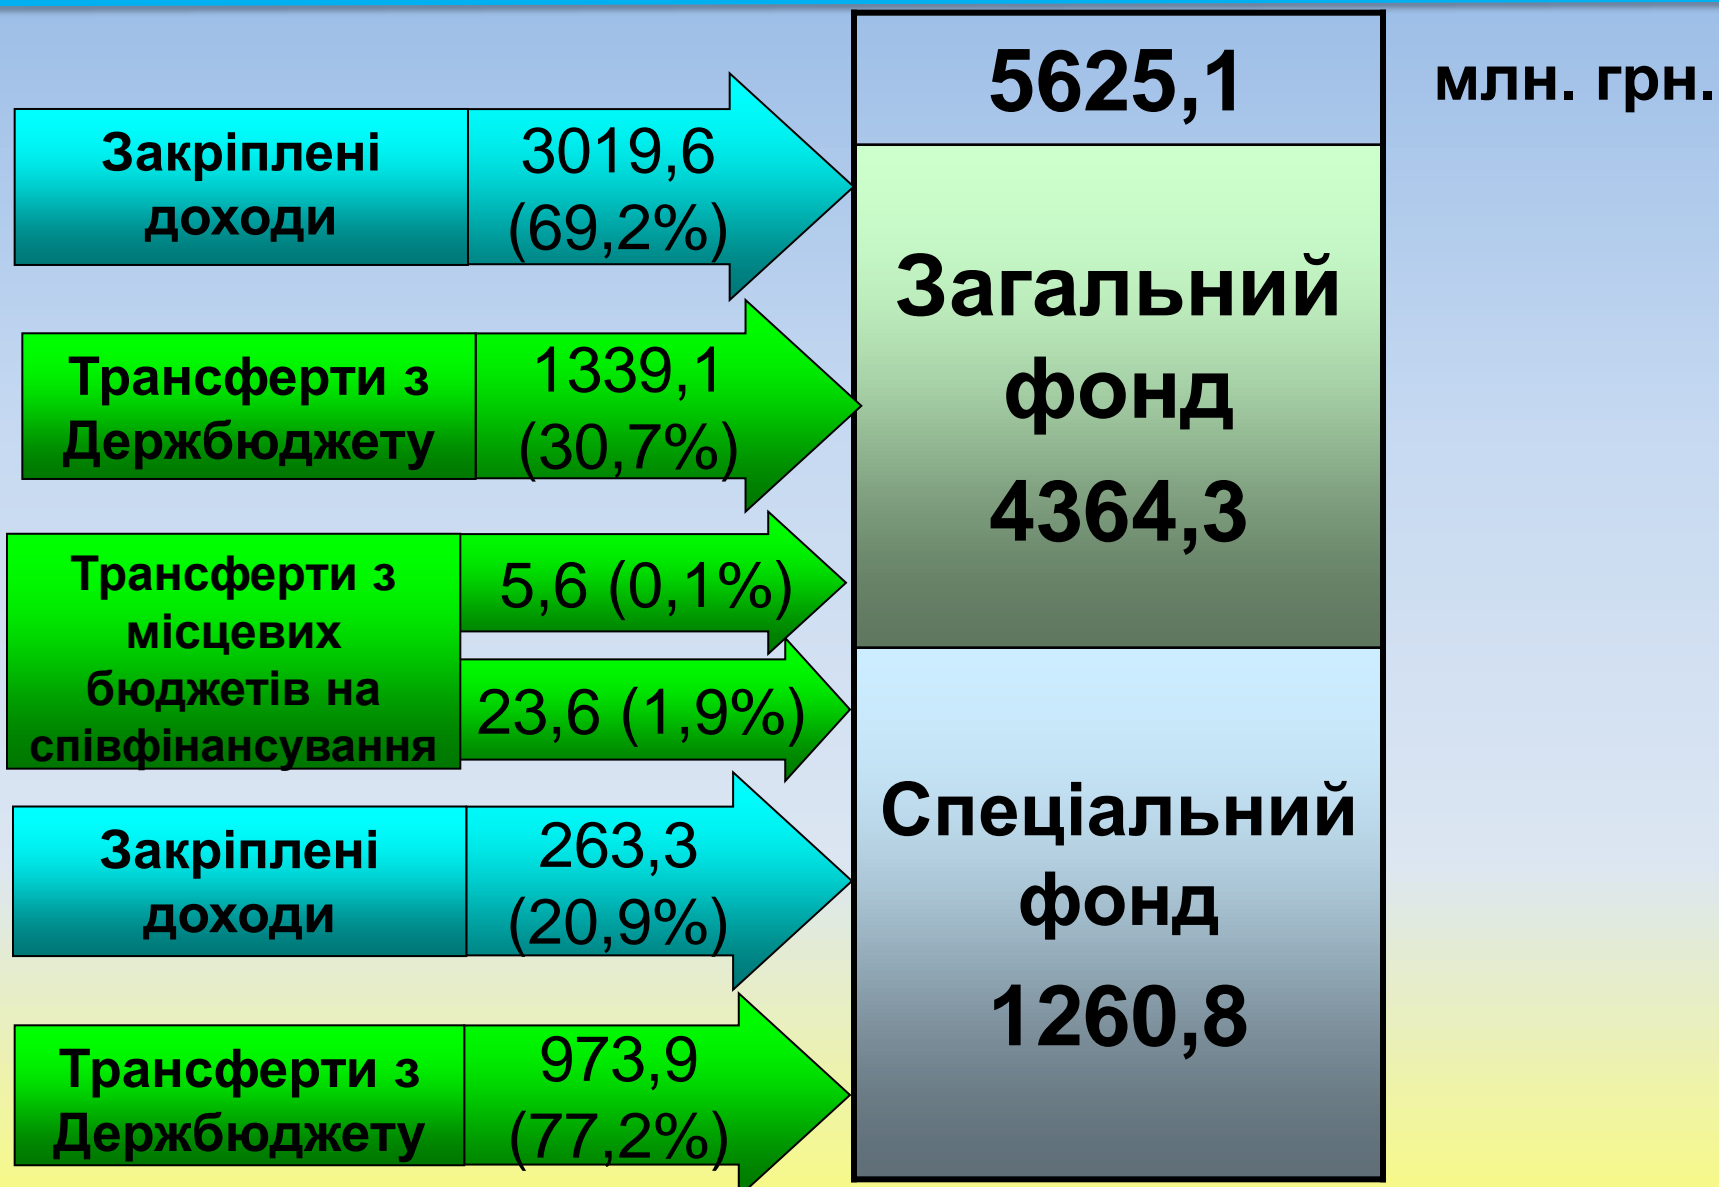 5625,1
млн. грн.
Закріплені
доходи
3019,6
(69,2%)
Трансферти з
Держбюджету
1339,1
(30,7%)
Загальний
фонд
4364,3
Трансферти з
місцевих
бюджетів на
співфінансування
5,6 (0,1%)
23,6 (1,9%)
Закріплені
доходи
263,3
(20,9%)
Трансферти з
Держбюджету
973,9
(77,2%)
Спеціальний
фонд
1260,8